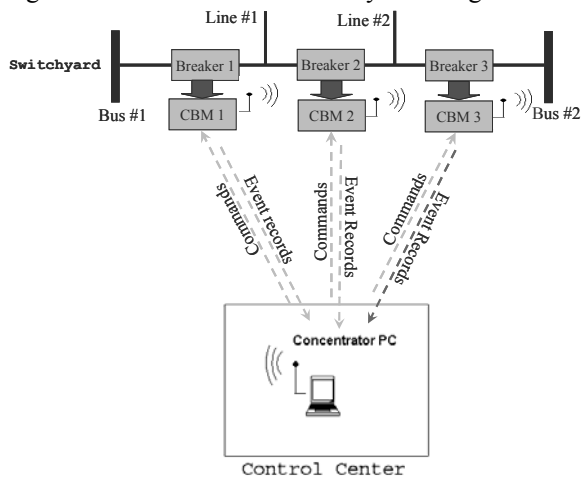 Line #1
Line #2
Switchyard
Breaker 1
Breaker 2
Breaker 3
Bus #1
CBM 1
CBM 2
CBM 3
Bus #2
Commands
Event records
Commands
Event Records
Commands
Event Records
Concentrator PC
Control Center